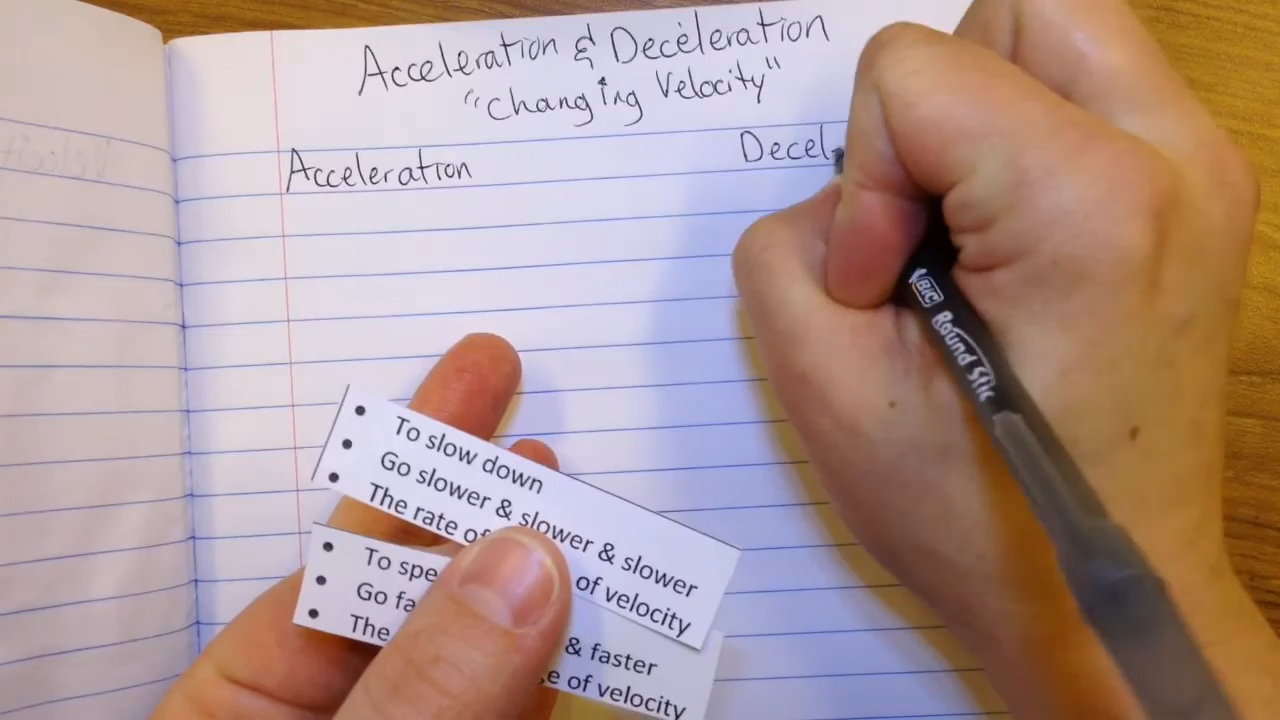 Acceleration & Deceleration
"Changing Velocity"
Acceleration
Decel
To slow down
Go slower & slower & slower
The rate of of velocity
To spe
Go fa & faster
The e of velocity
BIC Round Stic